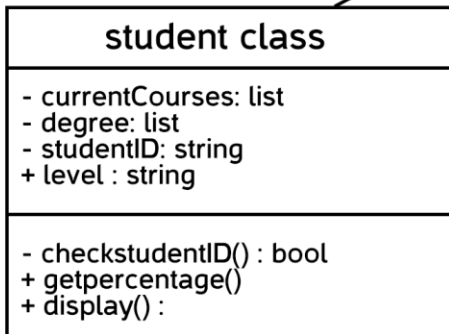 student class
- currentCourses: list
- degree: list
- studentID: string
+ level : string
- checkstudentID() : bool
+ getpercentage()
+ display() :